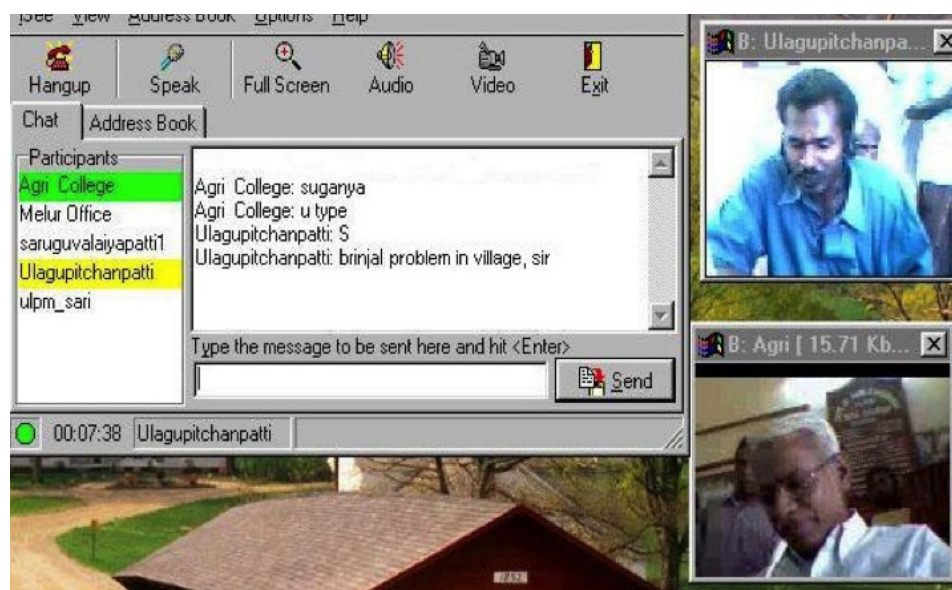 iSee View Address Book Options Help
Hangup Speak Full Screen Audio Video Exit
Chat Address Book
Participants
Agri College
Melur Office
saruguvalaiyapatti1
Ulagupitchanpatti
ulpm_sari
Agri College: suganya
Agri College: u type
Ulagupitchanpatti: S
Ulagupitchanpatti: brinjal problem in village, sir
Type the message to be sent here and hit <Enter>
Send
00:07:38 Ulagupitchanpatti
B: Ulagupitchanpa...
B: Agri [ 15.71 Kb...
1852